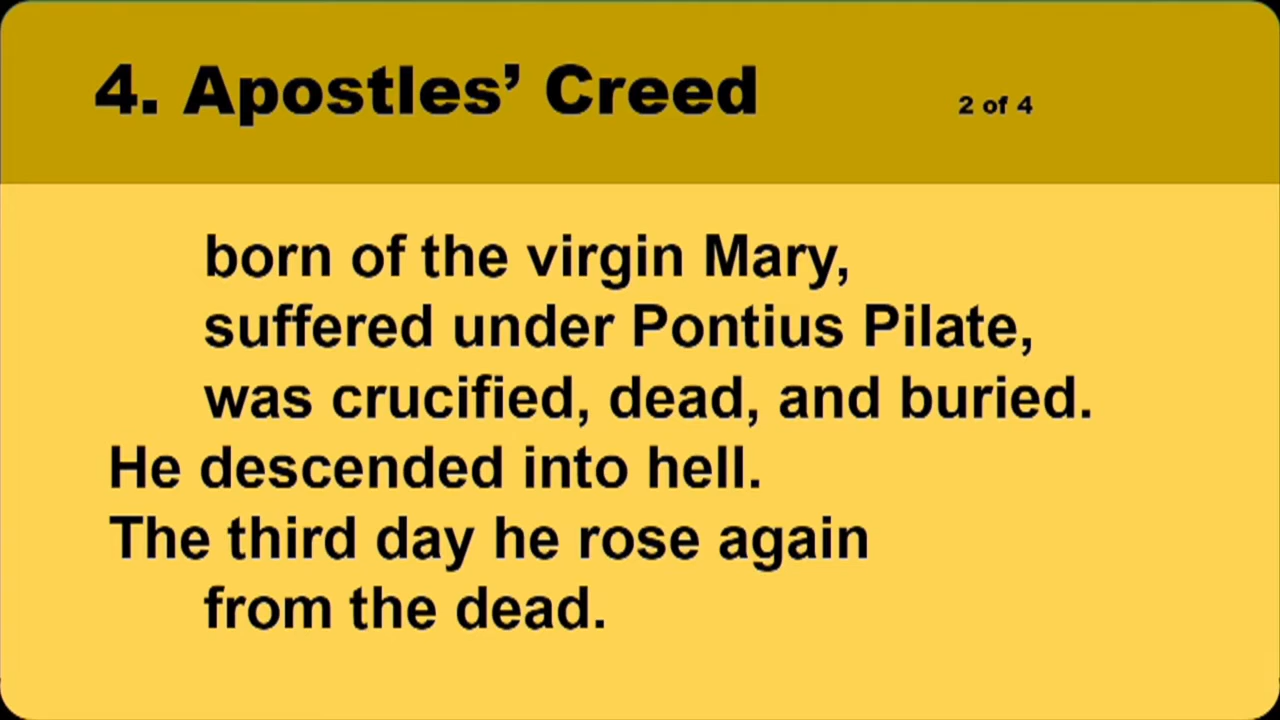 4. Apostles’ Creed 2 of 4
born of the virgin Mary,
suffered under Pontius Pilate,
was crucified, dead, and buried.
He descended into hell.
The third day he rose again
from the dead.